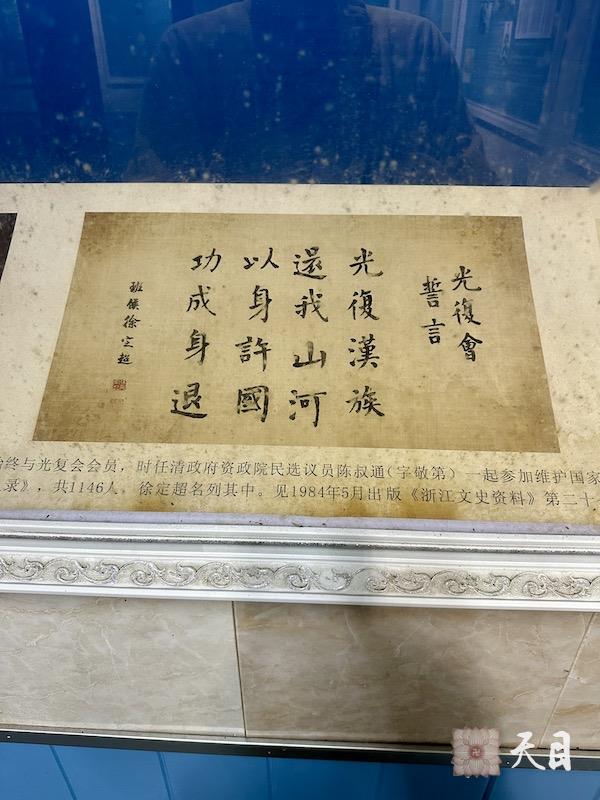 光復會
誓言
光復漢族
還我山河
以身許國
功成身退
班侯徐定超
始终与光复会会员，时任清政府资政院民选议员陈叔通（字敬第）一起参加维护国家
录》，共1146人，徐定超名列其中。见1984年5月出版《浙江文史资料》第二十
天目